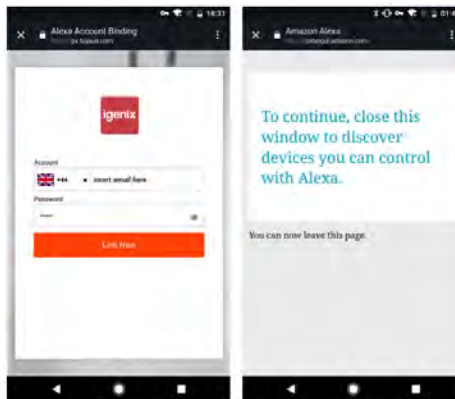 18:31
Alexa Account Binding
igenix
Account
+44
insert email here
Password
Link Now
Amazon Alexa
To continue, close this
window to discover
devices you can control
with Alexa.
You can now leave this page.